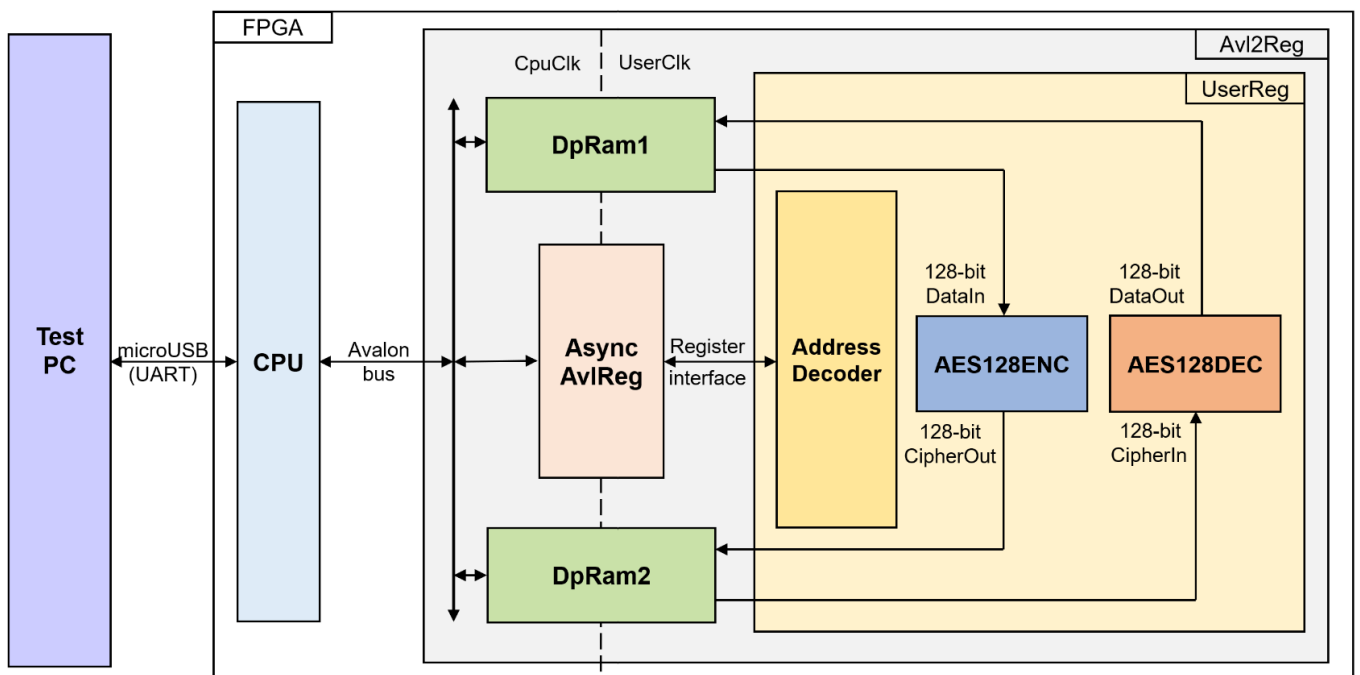 FPGA
Avl2Reg
CpuClk
UserClk
UserReg
DpRam1
128-bit
DataIn
128-bit
DataOut
Test
PC
microUSB
(UART)
CPU
Avalon
bus
Async
AvlReg
Register
interface
Address
Decoder
AES128ENC
AES128DEC
128-bit
CipherOut
128-bit
CipherIn
DpRam2